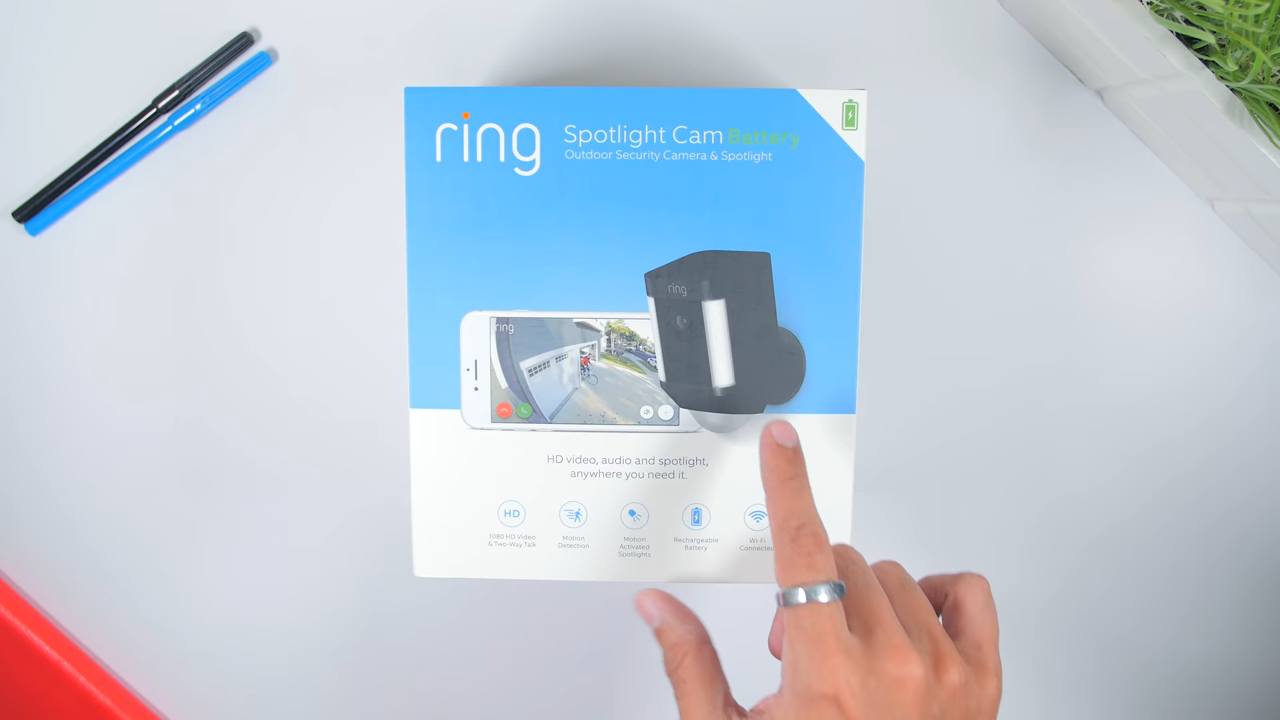 ring
Spotlight Cam Battery
Outdoor Security Camera & Spotlight
ring
ring
HD video, audio and spotlight,
anywhere you need it.
HD
1080 HD Video
& Two-Way Talk
Motion
Detection
Motion
Activated
Spotlights
Rechargeable
Battery
Wi-Fi